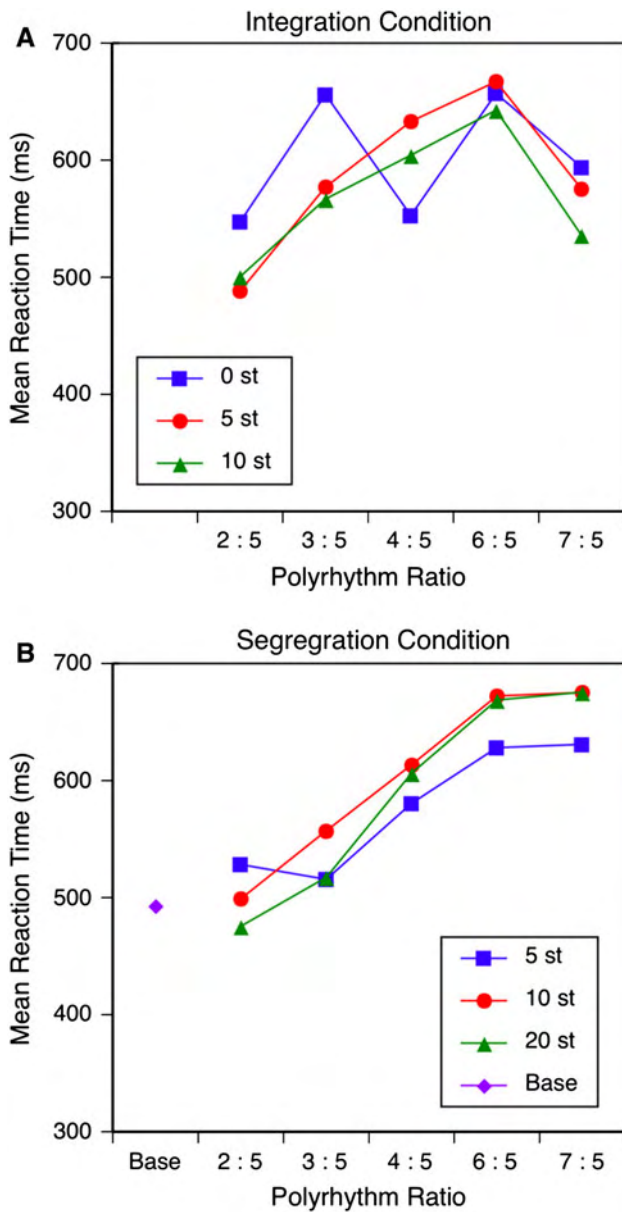 A
Integration Condition
700
600
500
400
300
Mean Reaction Time (ms)
0 st
5 st
10 st
2 : 5 3 : 5 4 : 5 6 : 5 7 : 5
Polyrhythm Ratio
B
Segregration Condition
700
600
500
400
300
Mean Reaction Time (ms)
5 st
10 st
20 st
Base
Base 2 : 5 3 : 5 4 : 5 6 : 5 7 : 5
Polyrhythm Ratio